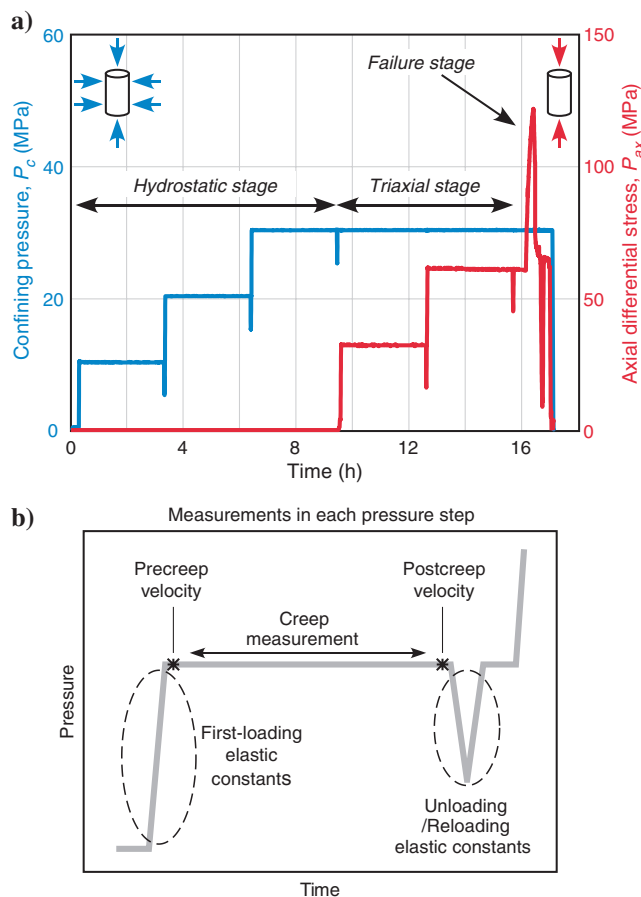 a)
Confining pressure, Pc (MPa)
60
40
20
0
Hydrostatic stage
Triaxial stage
Failure stage
150
100
50
0
Axial differential stress, Pax (MPa)
0
4
8
12
16
Time (h)
b)
Measurements in each pressure step
Precreep
velocity
Postcreep
velocity
Creep
measurement
First-loading
elastic
constants
Unloading
/Reloading
elastic constants
Pressure
Time